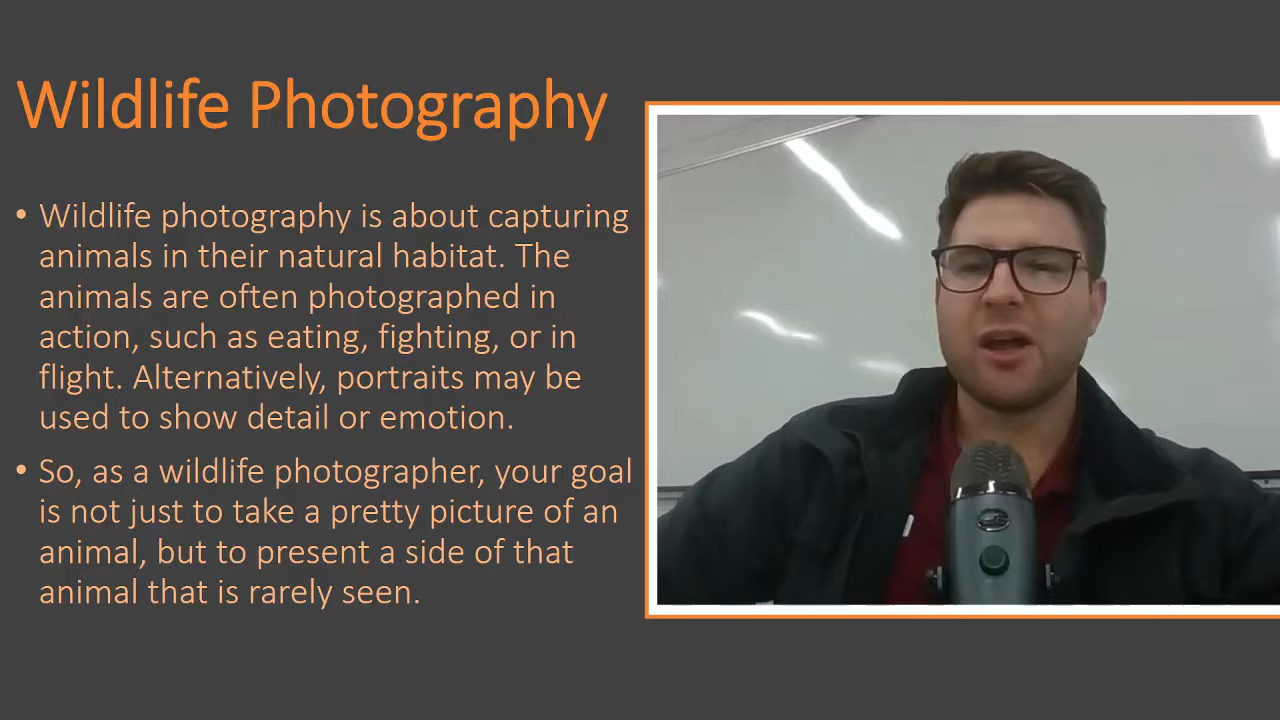 Wildlife Photography
• Wildlife photography is about capturing
animals in their natural habitat. The
animals are often photographed in
action, such as eating, fighting, or in
flight. Alternatively, portraits may be
used to show detail or emotion.
• So, as a wildlife photographer, your goal
is not just to take a pretty picture of an
animal, but to present a side of that
animal that is rarely seen.